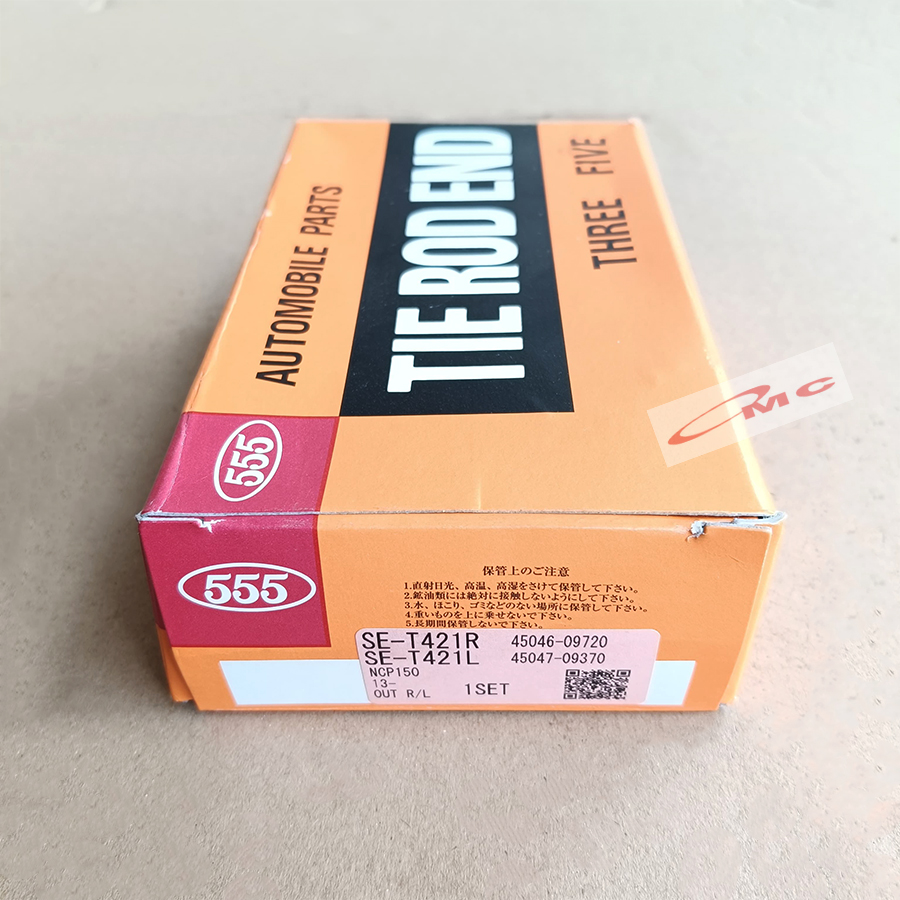 AUTOMOBILE PARTS
TIE ROD END
THREE FIVE
555
555
保管上のご注意
1.直射日光、高温、高湿をさけて保管して下さい。
2.鉱油類には絶対に接触しないようにして下さい。
3.水、ほこり、ゴミなどのない場所に保管して下さい。
4.重いものを上に乗せないで下さい。
5.長期間保管しないで下さい。
SE-T421R 45046-09720
SE-T421L 45047-09370
NCP150
13-
OUT R/L 1SET
CMC